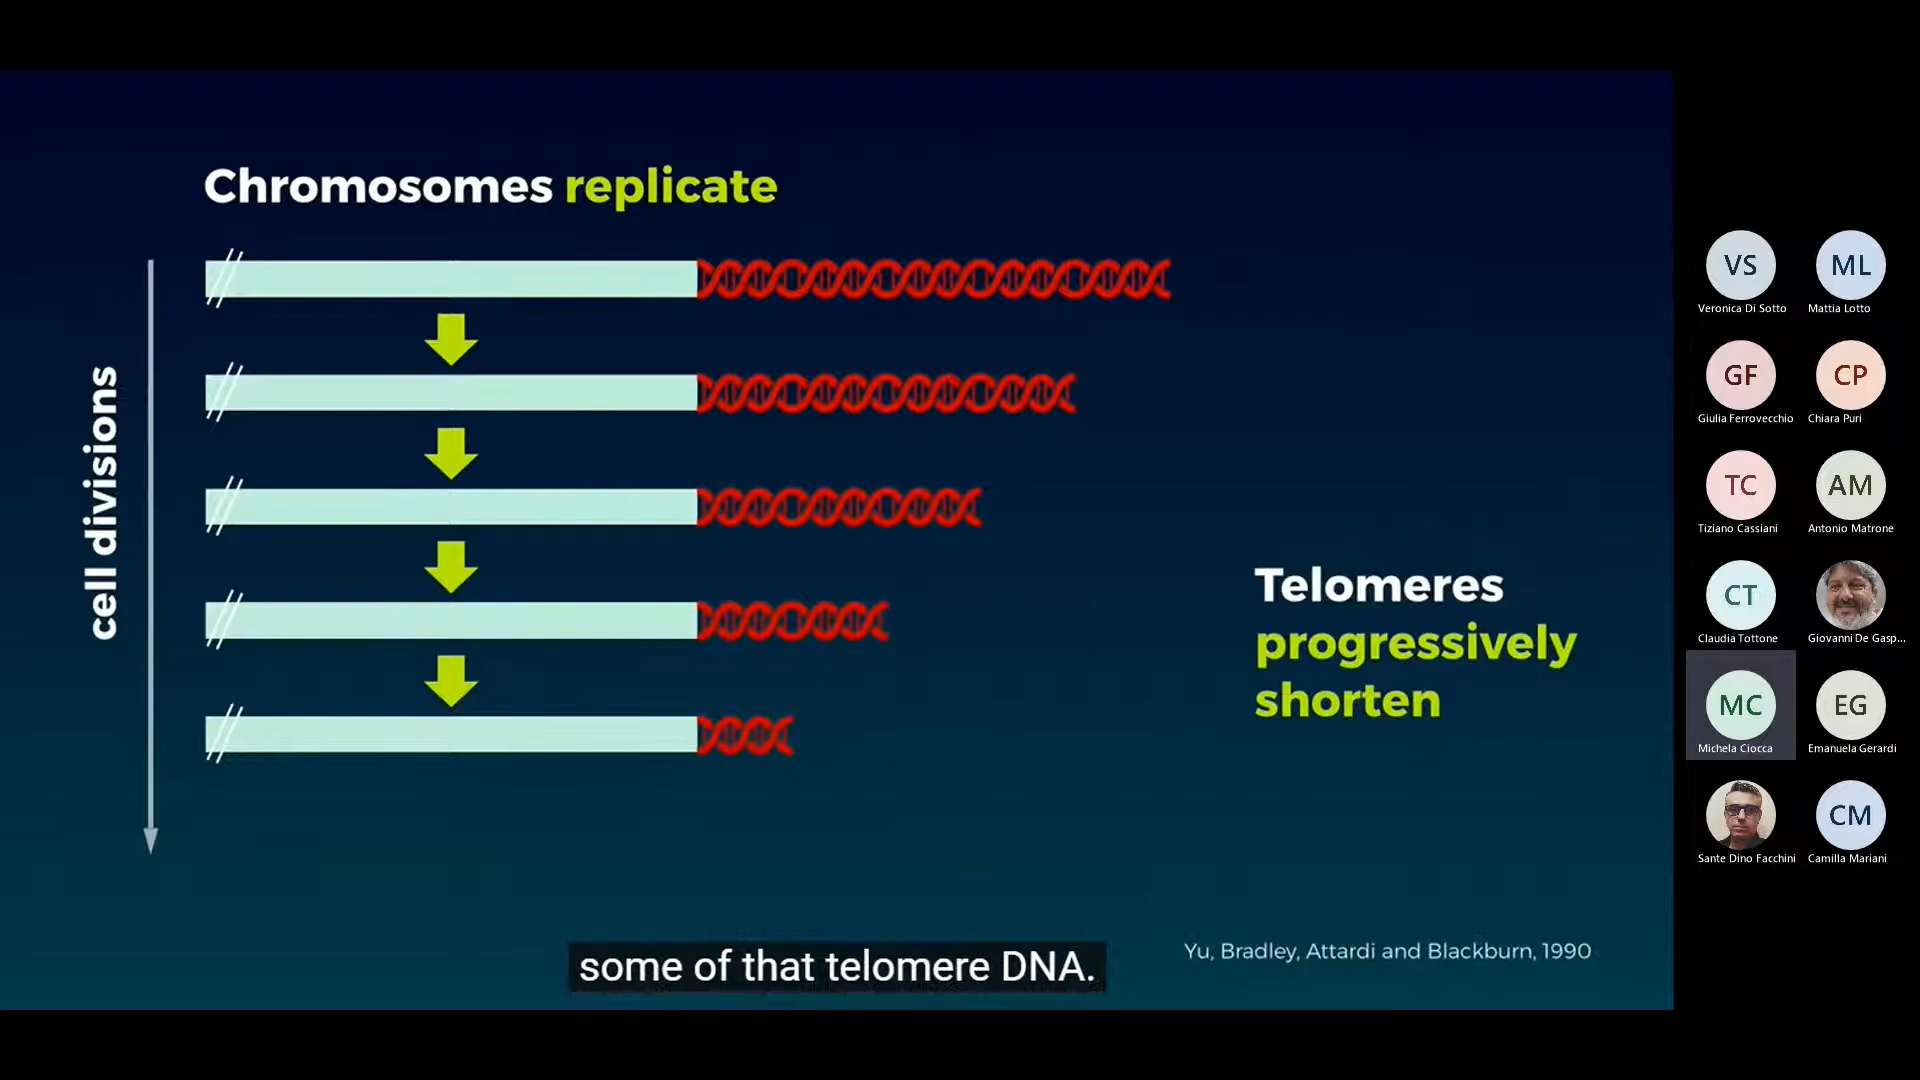 Chromosomes replicate
cell divisions
Telomeres
progressively
shorten
Yu, Bradley, Attardi and Blackburn, 1990
some of that telomere DNA.
VS
Veronica Di Sotto
ML
Mattia Lotto
GF
Giulia Ferrovecchio
CP
Chiara Puri
TC
Tiziano Cassiani
AM
Antonio Matrone
CT
Claudia Tottone
Giovanni De Gasp...
MC
Michela Ciocca
EG
Emanuela Gerardi
Sante Dino Facchini
CM
Camilla Mariani